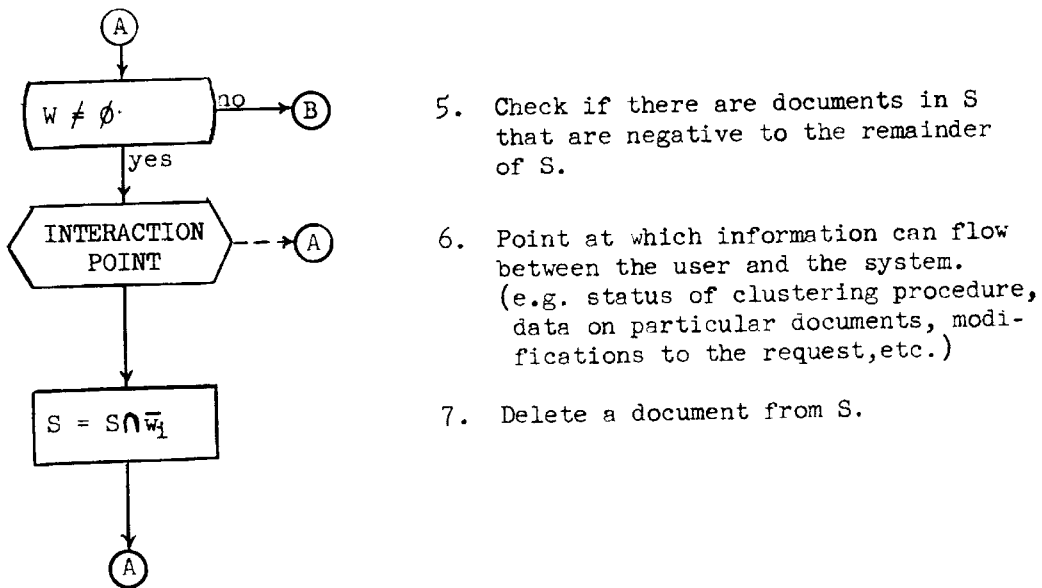 A
W ≠ ∅
no
B
yes
INTERACTION
POINT
A
S = S∩w̄i
A
5. Check if there are documents in S
that are negative to the remainder
of S.
6. Point at which information can flow
between the user and the system.
(e.g. status of clustering procedure,
data on particular documents, modi-
fications to the request,etc.)
7. Delete a document from S.